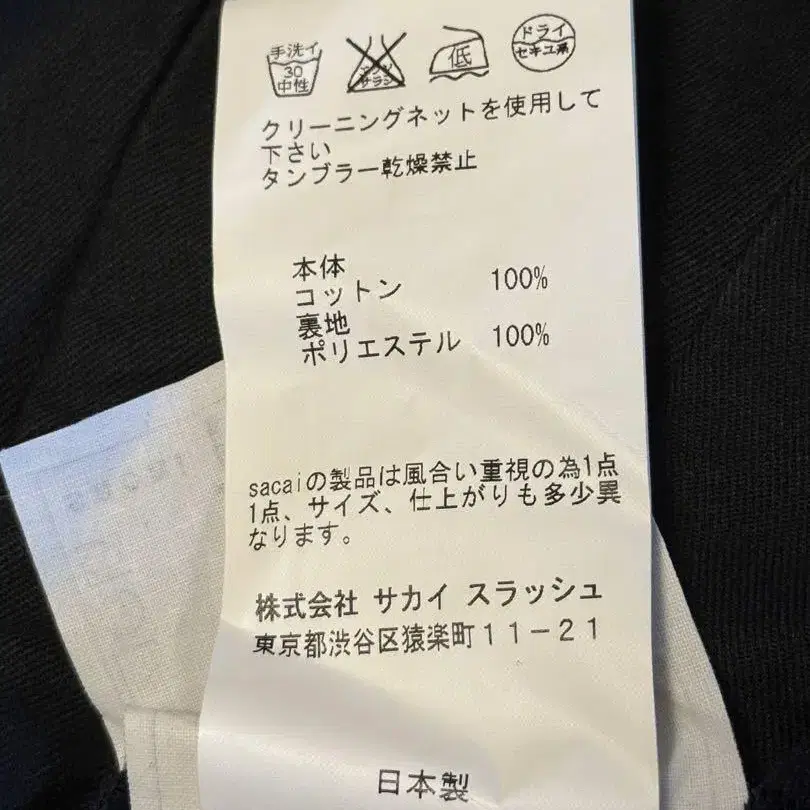 手洗イ
30
中性
エンソ
サラシ
低
ドライ
セキユ系
クリーニングネットを使用して
下さい
タンブラー乾燥禁止
本体
コットン 100%
裏地
ポリエステル 100%
sacaiの製品は風合い重視の為1点
1点、サイズ、仕上がりも多少異
なります。
株式会社 サカイ スラッシュ
東京都渋谷区猿楽町11-21
日本製